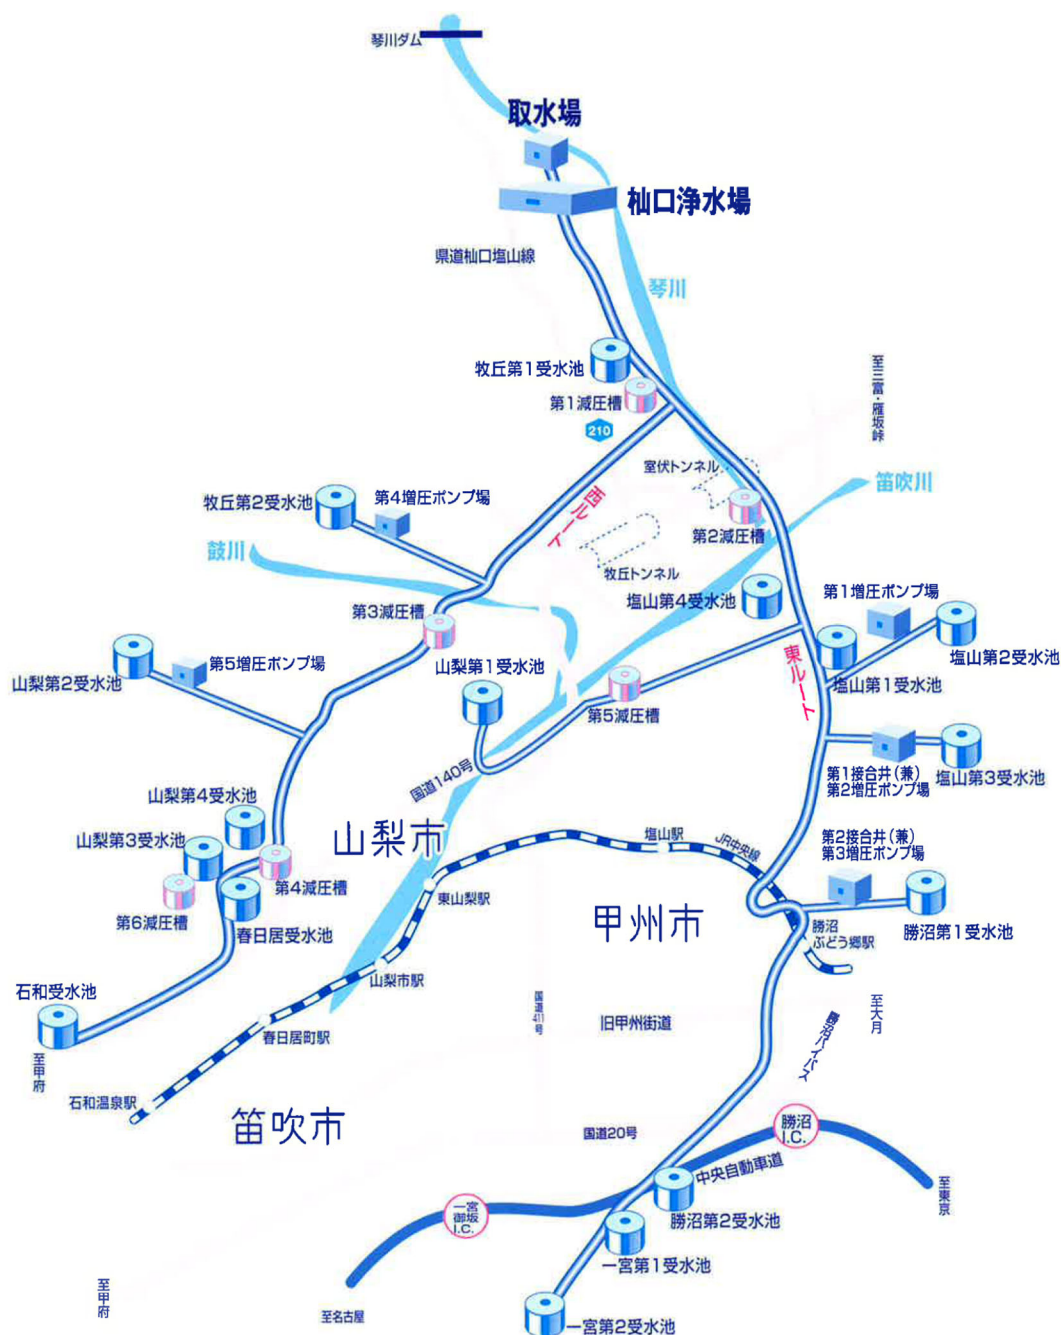 琴川ダム
取水場
杣口浄水場
県道杣口塩山線
琴川
牧丘第1受水池
第1減圧槽
210
至三富・雁坂峠
室伏トンネル
笛吹川
西ルート
牧丘第2受水池
第4増圧ポンプ場
第2減圧槽
鼓川
牧丘トンネル
塩山第4受水池
第1増圧ポンプ場
第3減圧槽
塩山第2受水池
山梨第1受水池
第5増圧ポンプ場
山梨第2受水池
東ルート
塩山第1受水池
第5減圧槽
国道140号
第1接合井(兼)
第2増圧ポンプ場
塩山第3受水池
山梨第4受水池
山梨市
塩山駅
JR中央線
第2接合井(兼)
第3増圧ポンプ場
山梨第3受水池
第4減圧槽
東山梨駅
第6減圧槽
春日居受水池
甲州市
勝沼
ぶどう郷駅
勝沼第1受水池
山梨市駅
石和受水池
至甲府
春日居町駅
国道411号
旧甲州街道
至大月
勝沼バイパス
石和温泉駅
笛吹市
国道20号
勝沼
I.C.
中央自動車道
至東京
一宮
御坂
I.C.
勝沼第2受水池
一宮第1受水池
至甲府
至名古屋
一宮第2受水池